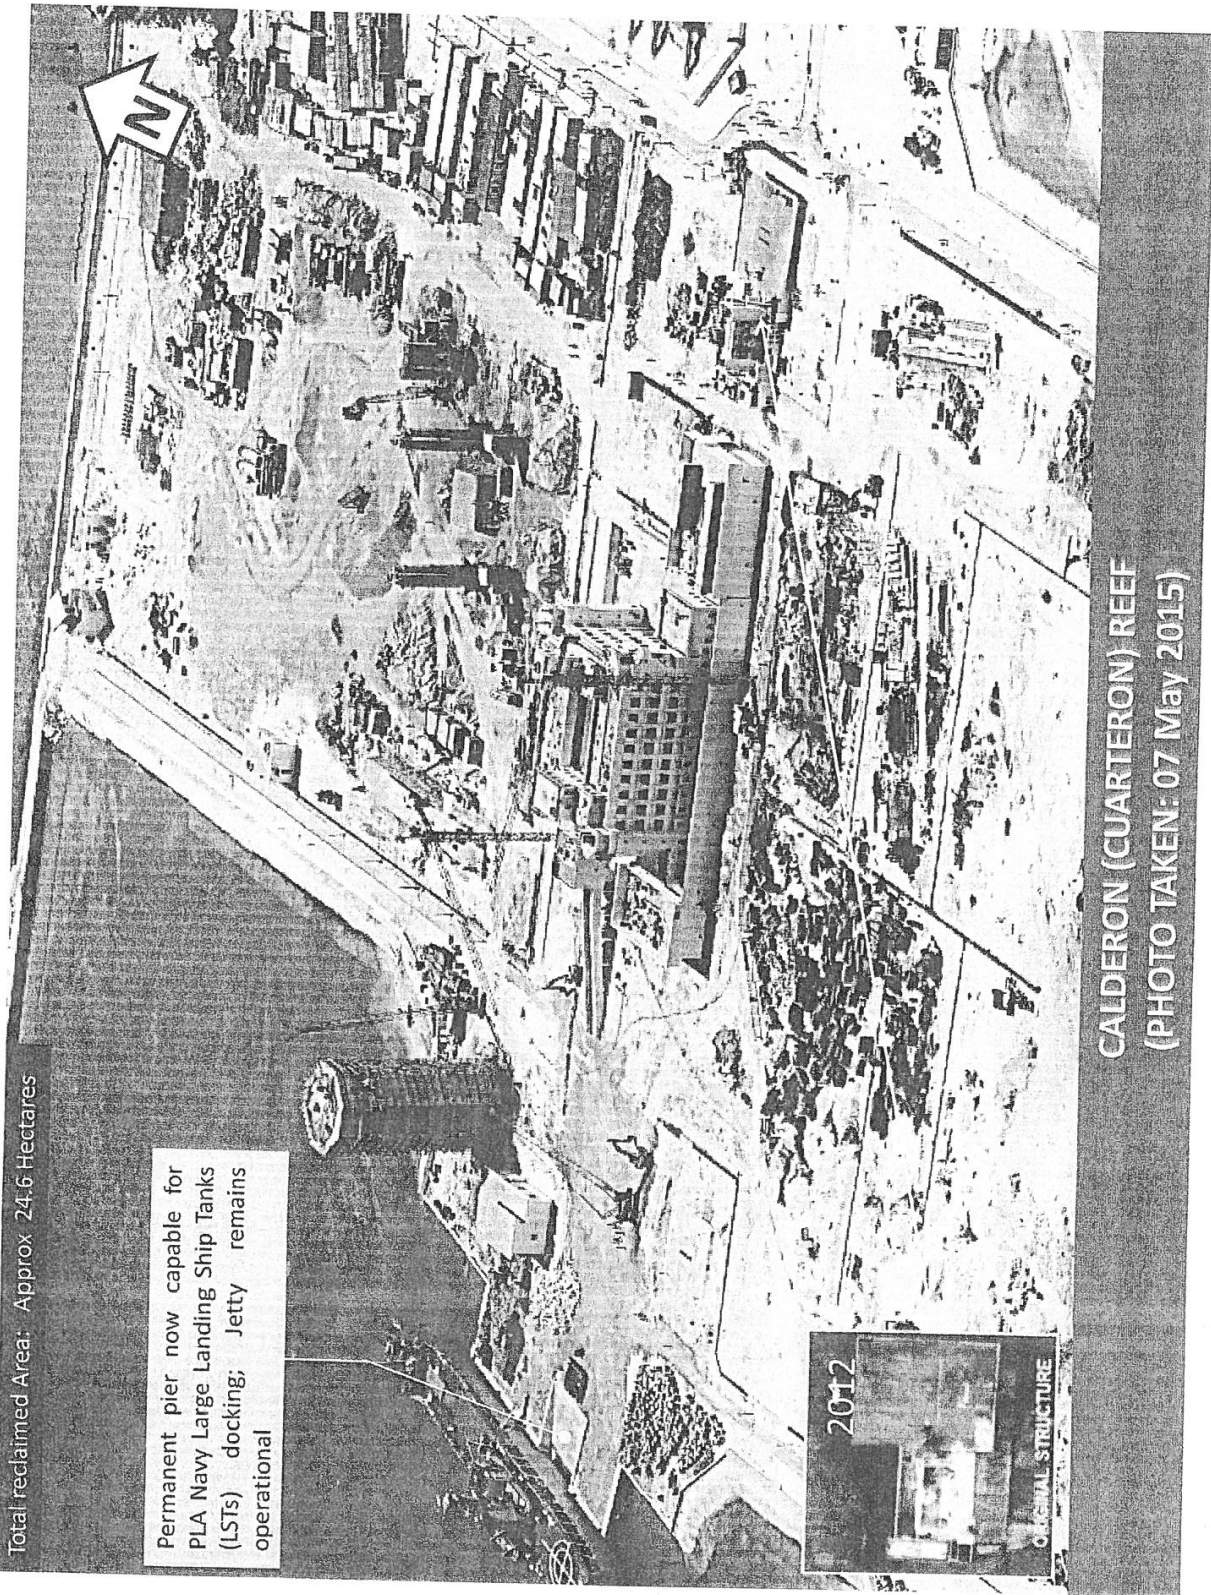 Total reclaimed Area: Approx 24.6 Hectares
N
Permanent pier now capable for
PLA Navy Large Landing Ship Tanks
(LSTs) docking; Jetty remains
operational
2012
ORIGINAL STRUCTURE
CALDERON (CUARTERON) REEF
(PHOTO TAKEN: 07 May 2015)